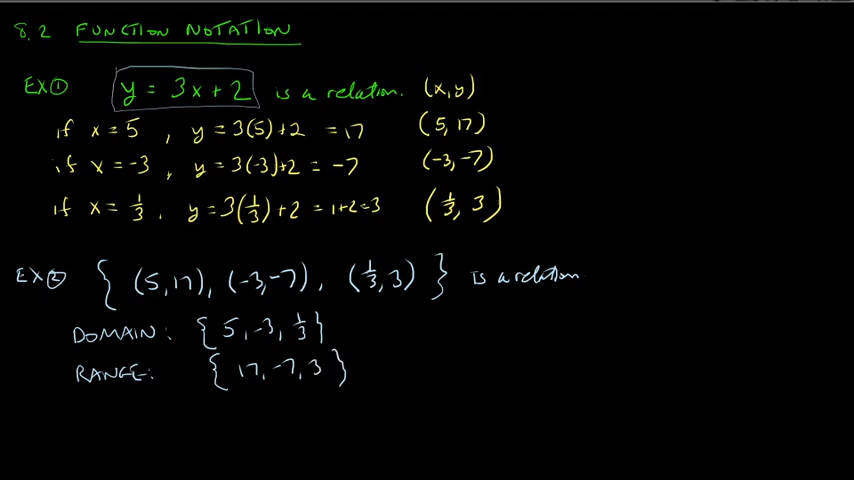 8.2 FUNCTION NOTATION
EX① y = 3x + 2 is a relation. (x, y)
if x = 5 , y = 3(5)+2 = 17 (5, 17)
if x = -3 , y = 3(-3)+2 = -7 (-3, -7)
if x = 1/3 , y = 3(1/3)+2 = 1+2=3 (1/3, 3)
EX② { (5, 17), (-3, -7), (1/3, 3) } is a relation
DOMAIN: { 5, -3, 1/3 }
RANGE: { 17, -7, 3 }